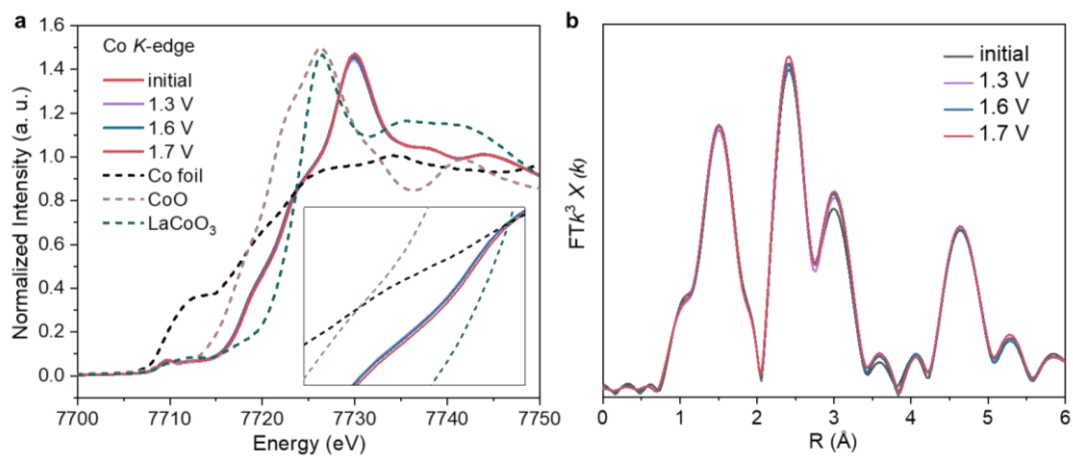 a
Co K-edge
initial
1.3 V
1.6 V
1.7 V
Co foil
CoO
LaCoO₃
Normalized Intensity (a. u.)
1.6
1.4
1.2
1.0
0.8
0.6
0.4
0.2
0.0
7700
7710
7720
7730
7740
7750
Energy (eV)
b
initial
1.3 V
1.6 V
1.7 V
FTk³ X (k)
0
1
2
3
4
5
6
R (Å)